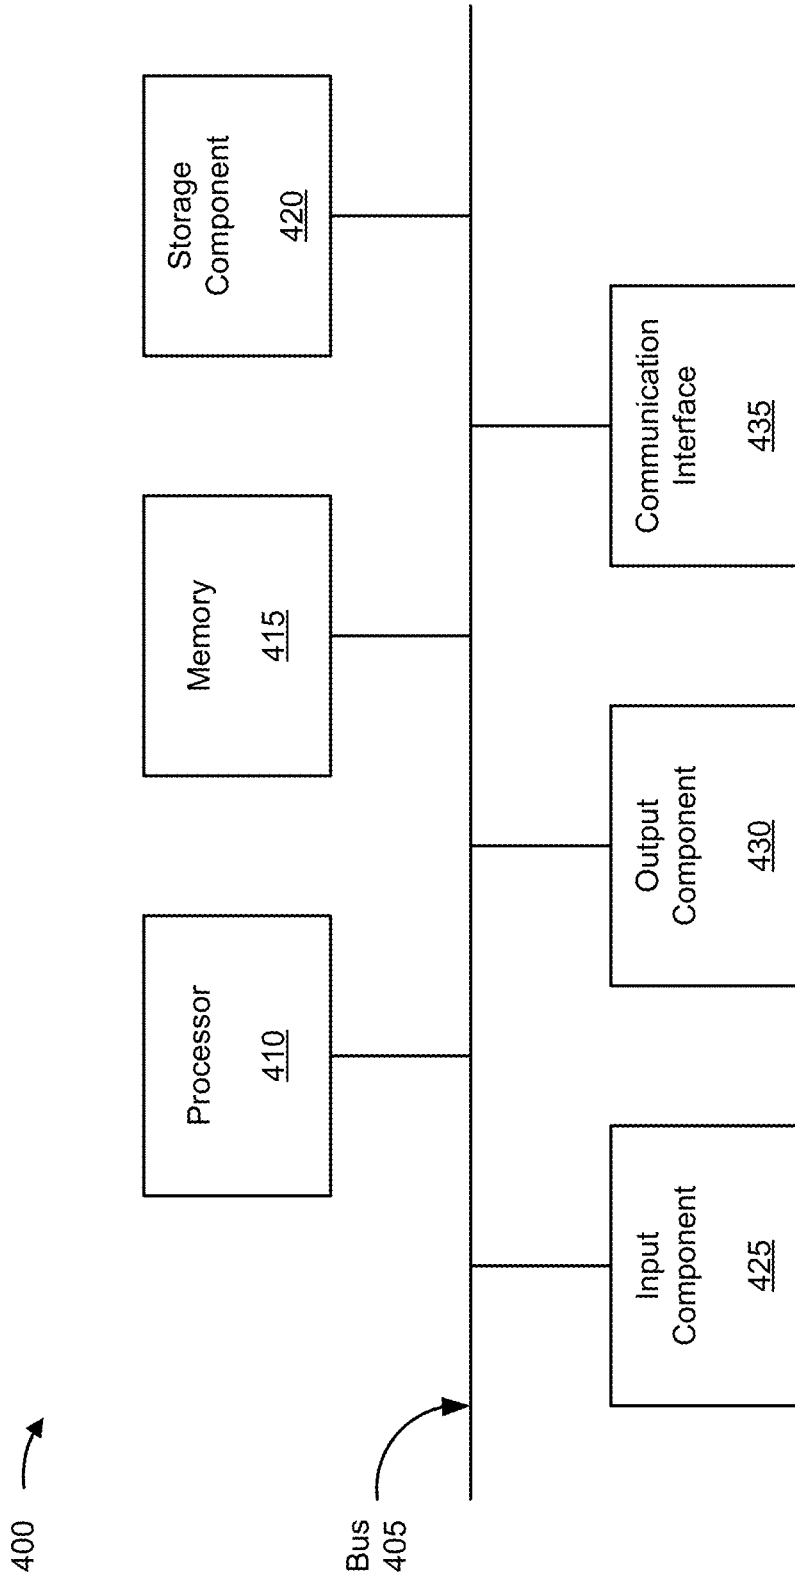 400
Processor
410
Memory
415
Storage
Component
420
Bus
405
Input
Component
425
Output
Component
430
Communication
Interface
435